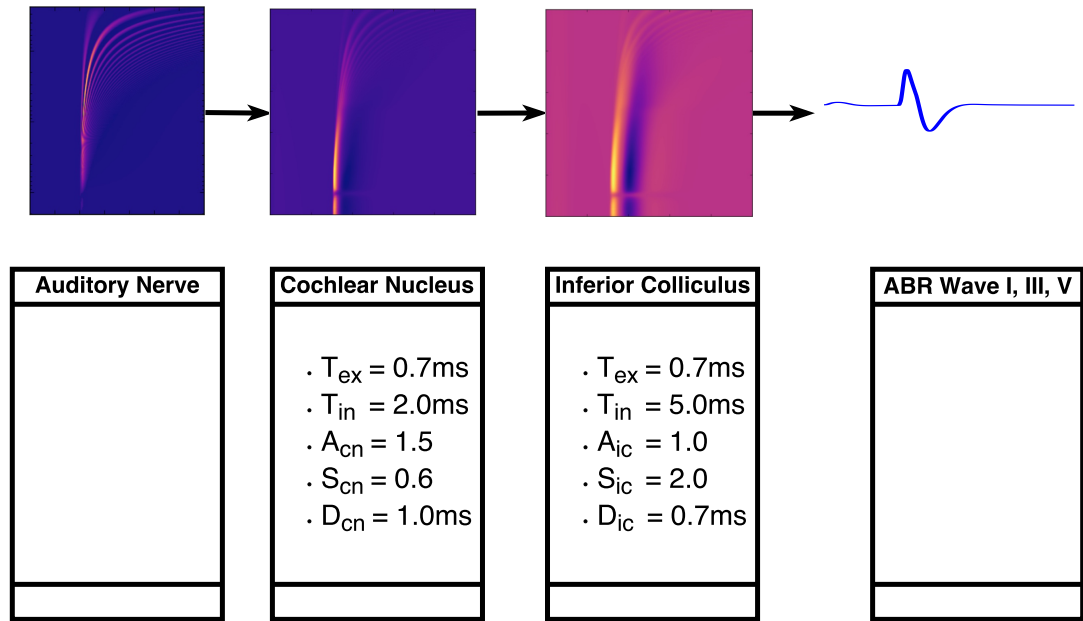 Auditory Nerve
Cochlear Nucleus
Inferior Colliculus
ABR Wave I, III, V
· T_ex = 0.7ms
· T_in = 2.0ms
· A_cn = 1.5
· S_cn = 0.6
· D_cn = 1.0ms
· T_ex = 0.7ms
· T_in = 5.0ms
· A_ic = 1.0
· S_ic = 2.0
· D_ic = 0.7ms